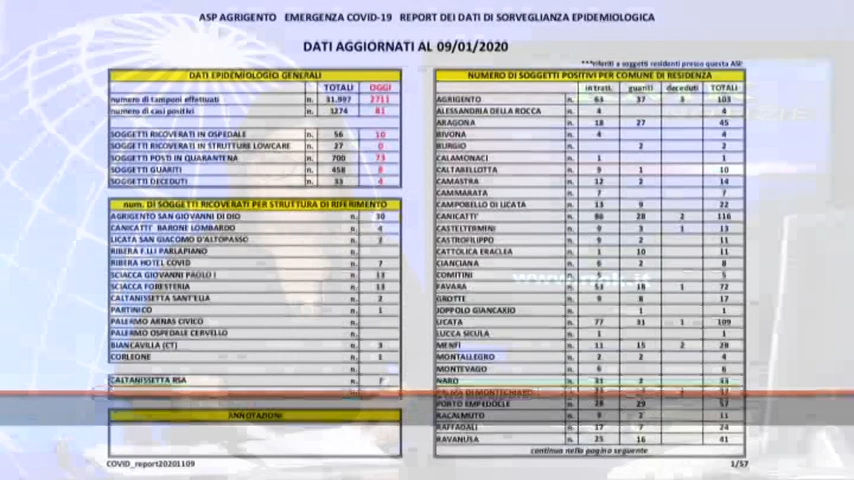 ASP AGRIGENTO EMERGENZA COVID-19 REPORT DEI DATI DI SORVEGLIANZA EPIDEMIOLOGICA
DATI AGGIORNATI AL 09/01/2020
***riferiti a soggetti residenti presso questa ASP
DATI EPIDEMIOLOGICI GENERALI
TOTALI OGGI
numero di tamponi effettuati n. 31.997 2711
numero di casi positivi n. 1274 81
SOGGETTI RICOVERATI IN OSPEDALE n. 56 10
SOGGETTI RICOVERATI IN STRUTTURE LOWCARE n. 27 0
SOGGETTI POSTI IN QUARANTENA n. 700 73
SOGGETTI GUARITI n. 458
SOGGETTI DECEDUTI n. 33 4
num. DI SOGGETTI RICOVERATI PER STRUTTURA DI RIFERIMENTO
AGRIGENTO SAN GIOVANNI DI DIO n. 30
CANICATTI' BARONE LOMBARDO n. 4
LICATA SAN GIACOMO D'ALTOPASSO n.
RIBERA F.LLI PARLAPIANO n.
RIBERA HOTEL COVID n. 7
SCIACCA GIOVANNI PAOLO I n. 13
SCIACCA FORESTERIA n. 13
CALTANISSETTA SANT'ELIA n. 2
PARTINICO n. 1
PALERMO ARNAS CIVICO n.
PALERMO OSPEDALE CERVELLO n.
BIANCAVILLA (CT) n. 3
CORLEONE n. 1
CALTANISSETTA RSA n. 7
ANNOTAZIONI
COVID_report20201109
NUMERO DI SOGGETTI POSITIVI PER COMUNE DI RESIDENZA
in tratt. guariti deceduti TOTALI
AGRIGENTO n. 63 37 3 103
ALESSANDRIA DELLA ROCCA n. 4 4
ARAGONA n. 18 27 45
BIVONA n. 4 4
BURGIO n. 2 2
CALAMONACI n. 1 1
CALTABELLOTTA n. 9 1 10
CAMASTRA n. 12 2 14
CAMMARATA n. 7 7
CAMPOBELLO DI LICATA n. 13 9 22
CANICATTI' n. 86 28 2 116
CASTELTERMINI n. 9 3 1 13
CASTROFILIPPO n. 9 2 11
CATTOLICA ERACLEA n. 1 10 11
CIANCIANA n. 6 2 8
COMITINI n. 5
FAVARA n. 53 18 1 72
GROTTE n. 9 8 17
JOPPOLO GIANCAXIO n. 1 1
LICATA n. 77 31 1 109
LUCCA SICULA n. 1 1
MENFI n. 11 15 2 28
MONTALLEGRO n. 2 2 4
MONTEVAGO n. 6 6
NARO n. 31 2 33
PALMA DI MONTECHIARO n.
PORTO EMPEDOCLE n. 28 29 57
RACALMUTO n. 9 2 11
RAFFADALI n. 17 7 24
RAVANUSA n. 25 16 41
continua nella pagina seguente
1/57